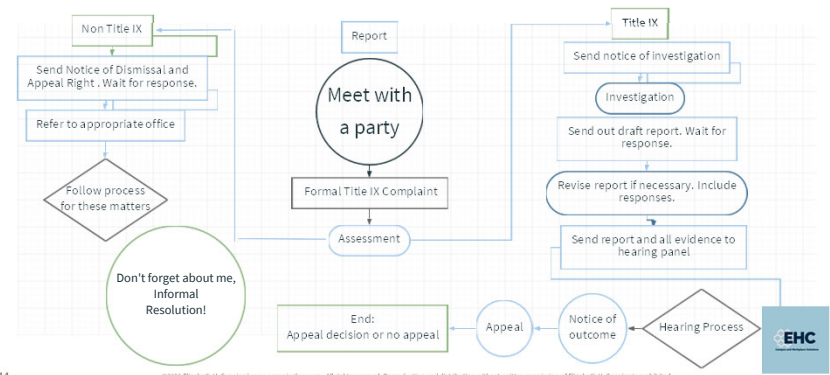 Non Title IX
Report
Title IX
Send Notice of Dismissal and
Appeal Right . Wait for response.
Refer to appropriate office
Follow process
for these matters.
Meet with
a party
Formal Title IX Complaint
Assessment
Send notice of investigation
Investigation
Send out draft report. Wait for
response.
Revise report if necessary. Include
responses.
Send report and all evidence to
hearing panel
Don't forget about me,
Informal
Resolution!
End:
Appeal decision or no appeal
Appeal
Notice of
outcome
Hearing Process
EHC